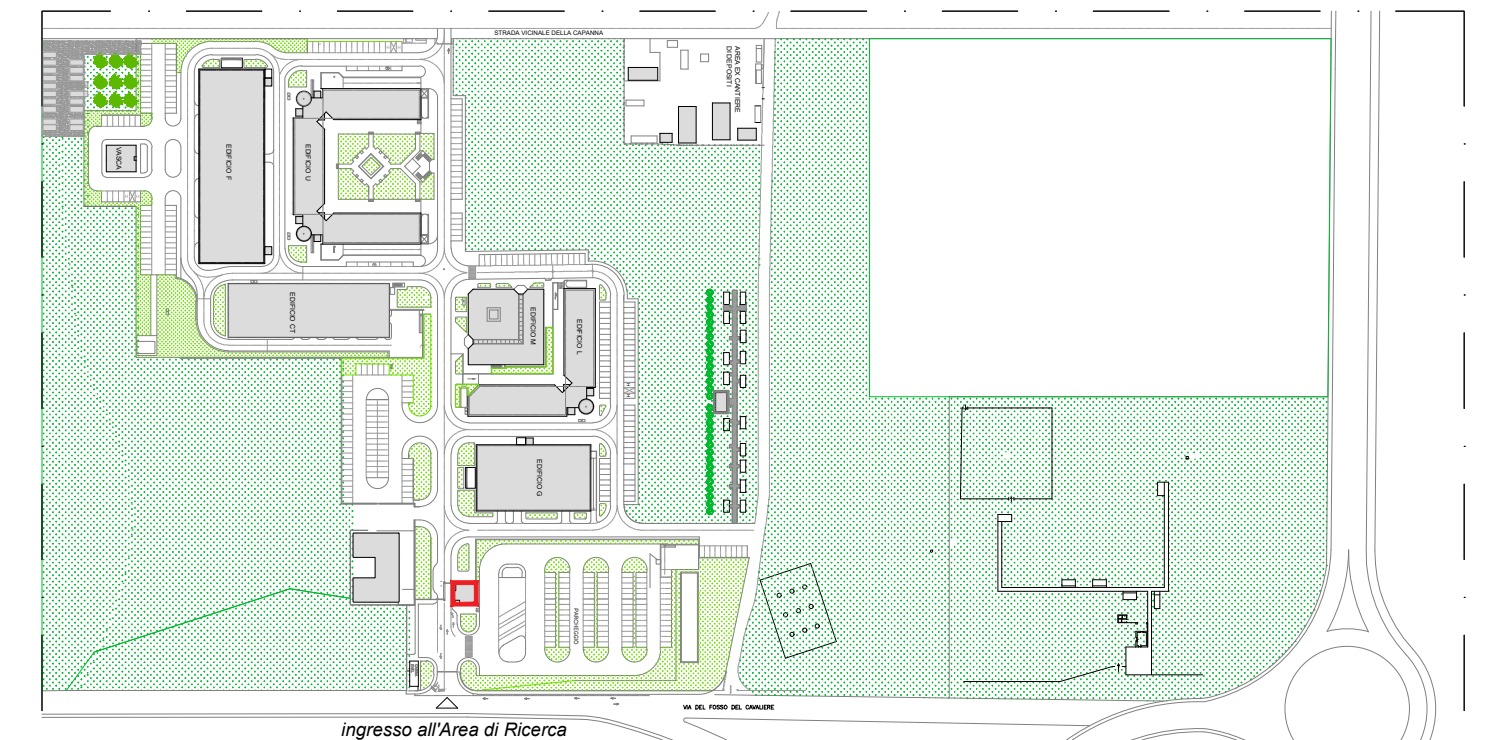 STRADA VICINALE DELLA CAPANNA
AREA EX CANTIERE
DI DEPOSITI
VASCA
EDIFICIO F
EDIFICIO U
EDIFICIO CT
EDIFICIO M
EDIFICIO L
EDIFICIO G
PARCHEGGIO
VIA DEL FOSSO DEL CAVALIERE
ingresso all'Area di Ricerca